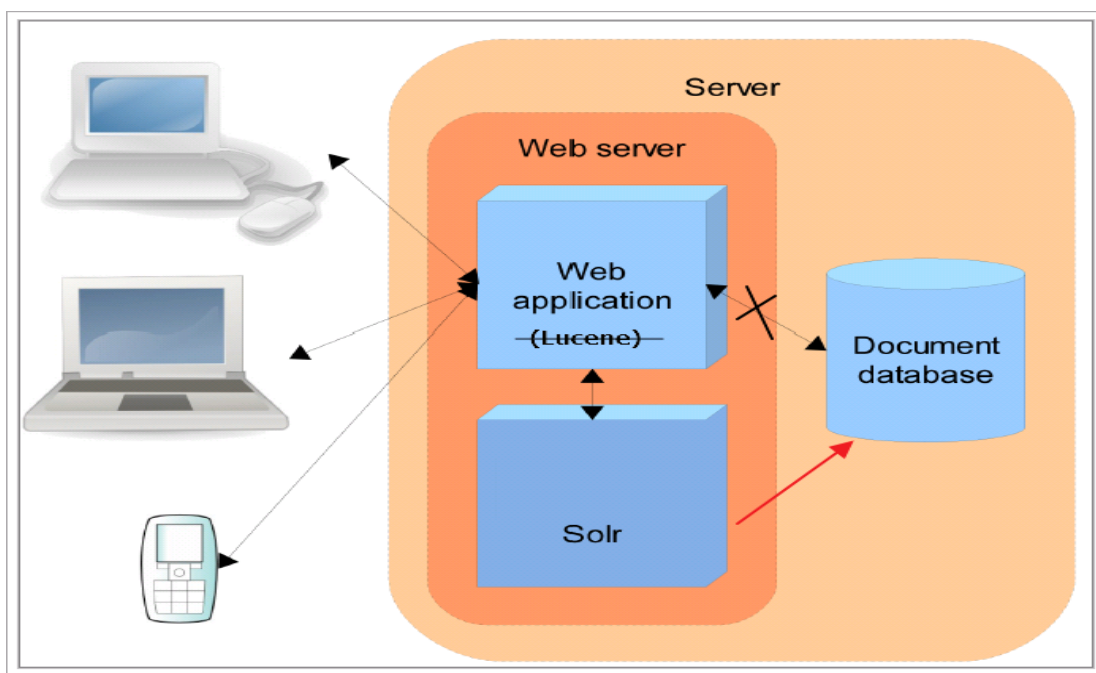 Server
Web server
Web
application
(Lucene)
Document
database
Solr